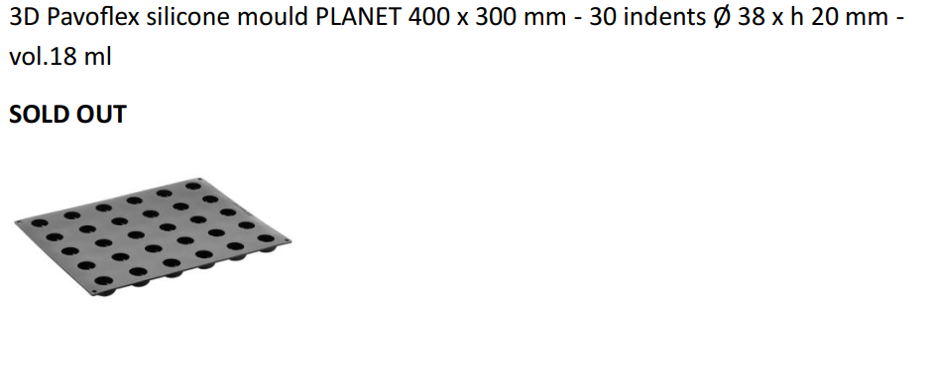 3D Pavoflex silicone mould PLANET 400 x 300 mm - 30 indents Ø 38 x h 20 mm -
vol.18 ml
SOLD OUT